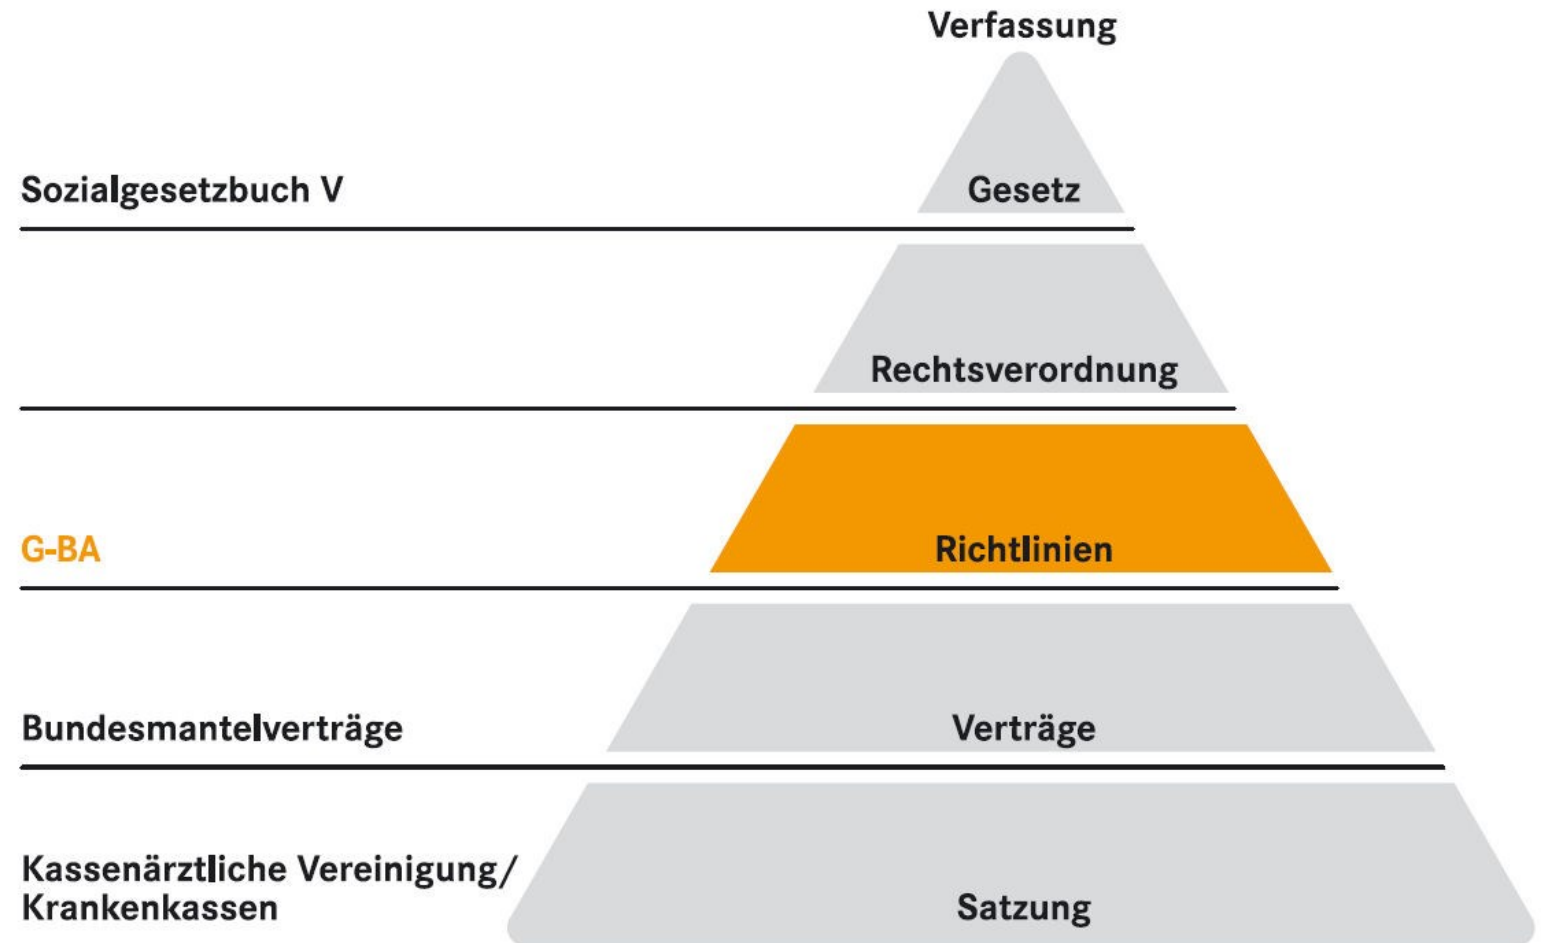 Verfassung
Sozialgesetzbuch V
Gesetz
Rechtsverordnung
G-BA
Richtlinien
Bundesmantelverträge
Verträge
Kassenärztliche Vereinigung/
Krankenkassen
Satzung